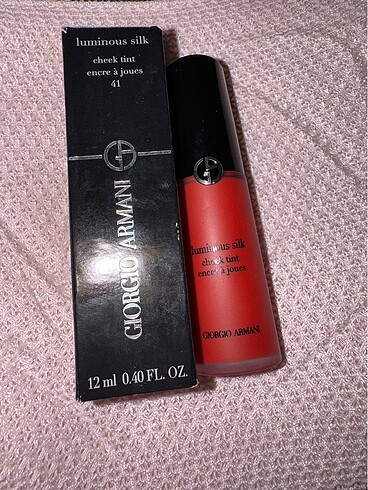 luminous silk
cheek tint
encre à joues
41
GIORGIO ARMANI
12 ml 0.40 FL. OZ.
luminous silk
cheek tint
encre à joues
GIORGIO ARMANI